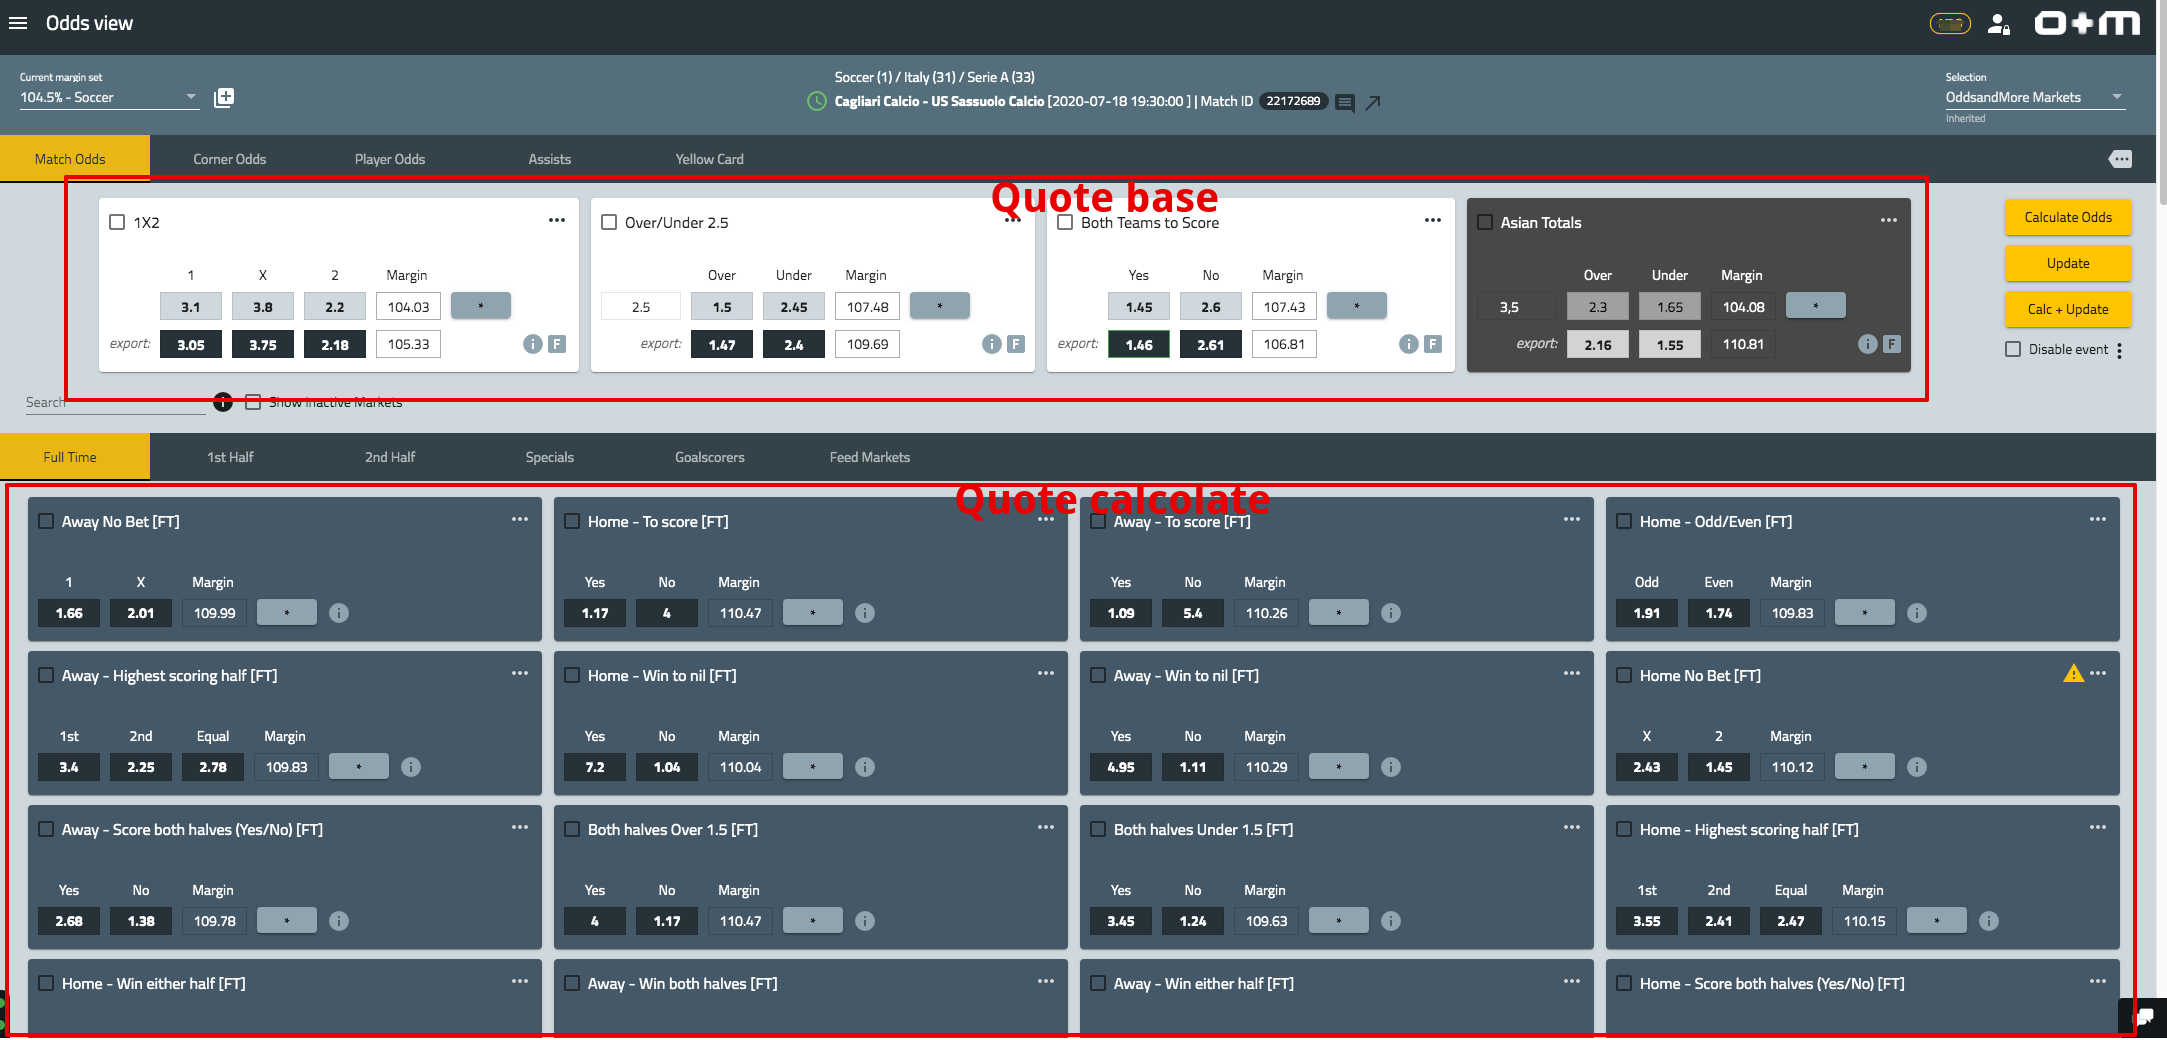 Odds view
o+m
Current margin set
104.5% - Soccer
Soccer (1) / Italy (31) / Serie A (33)
Cagliari Calcio - US Sassuolo Calcio [2020-07-18 19:30:00 ] | Match ID 22172689
Selection
OddsandMore Markets
Inherited
Match Odds Corner Odds Player Odds Assists Yellow Card
Quote base
1X2 Over/Under 2.5 Both Teams to Score Asian Totals
1 X 2 Margin Over Under Margin Yes No Margin Over Under Margin
3.1 3.8 2.2 104.03 * 2.5 1.5 2.45 107.48 * 1.45 2.6 107.43 * 3,5 2.3 1.65 104.08 *
export: 3.05 3.75 2.18 105.33 i F export: 1.47 2.4 109.69 i F export: 1.46 2.61 106.81 i F export: 2.16 1.55 110.81 i F
Calculate Odds
Update
Calc + Update
Disable event
Search i Show Inactive Markets
Full Time 1st Half 2nd Half Specials Goalscorers Feed Markets
Quote calcolate
Away No Bet [FT] Home - To score [FT] Away - To score [FT] Home - Odd/Even [FT]
1 X Margin Yes No Margin Yes No Margin Odd Even Margin
1.66 2.01 109.99 * i 1.17 4 110.47 * i 1.09 5.4 110.26 * i 1.91 1.74 109.83 * i
Away - Highest scoring half [FT] Home - Win to nil [FT] Away - Win to nil [FT] Home No Bet [FT]
1st 2nd Equal Margin Yes No Margin Yes No Margin X 2 Margin
3.4 2.25 2.78 109.83 * i 7.2 1.04 110.04 * i 4.95 1.11 110.29 * i 2.43 1.45 110.12 * i
Away - Score both halves (Yes/No) [FT] Both halves Over 1.5 [FT] Both halves Under 1.5 [FT] Home - Highest scoring half [FT]
Yes No Margin Yes No Margin Yes No Margin 1st 2nd Equal Margin
2.68 1.38 109.78 * i 4 1.17 110.47 * i 3.45 1.24 109.63 * i 3.55 2.41 2.47 110.15 * i
Home - Win either half [FT] Away - Win both halves [FT] Away - Win either half [FT] Home - Score both halves (Yes/No) [FT]